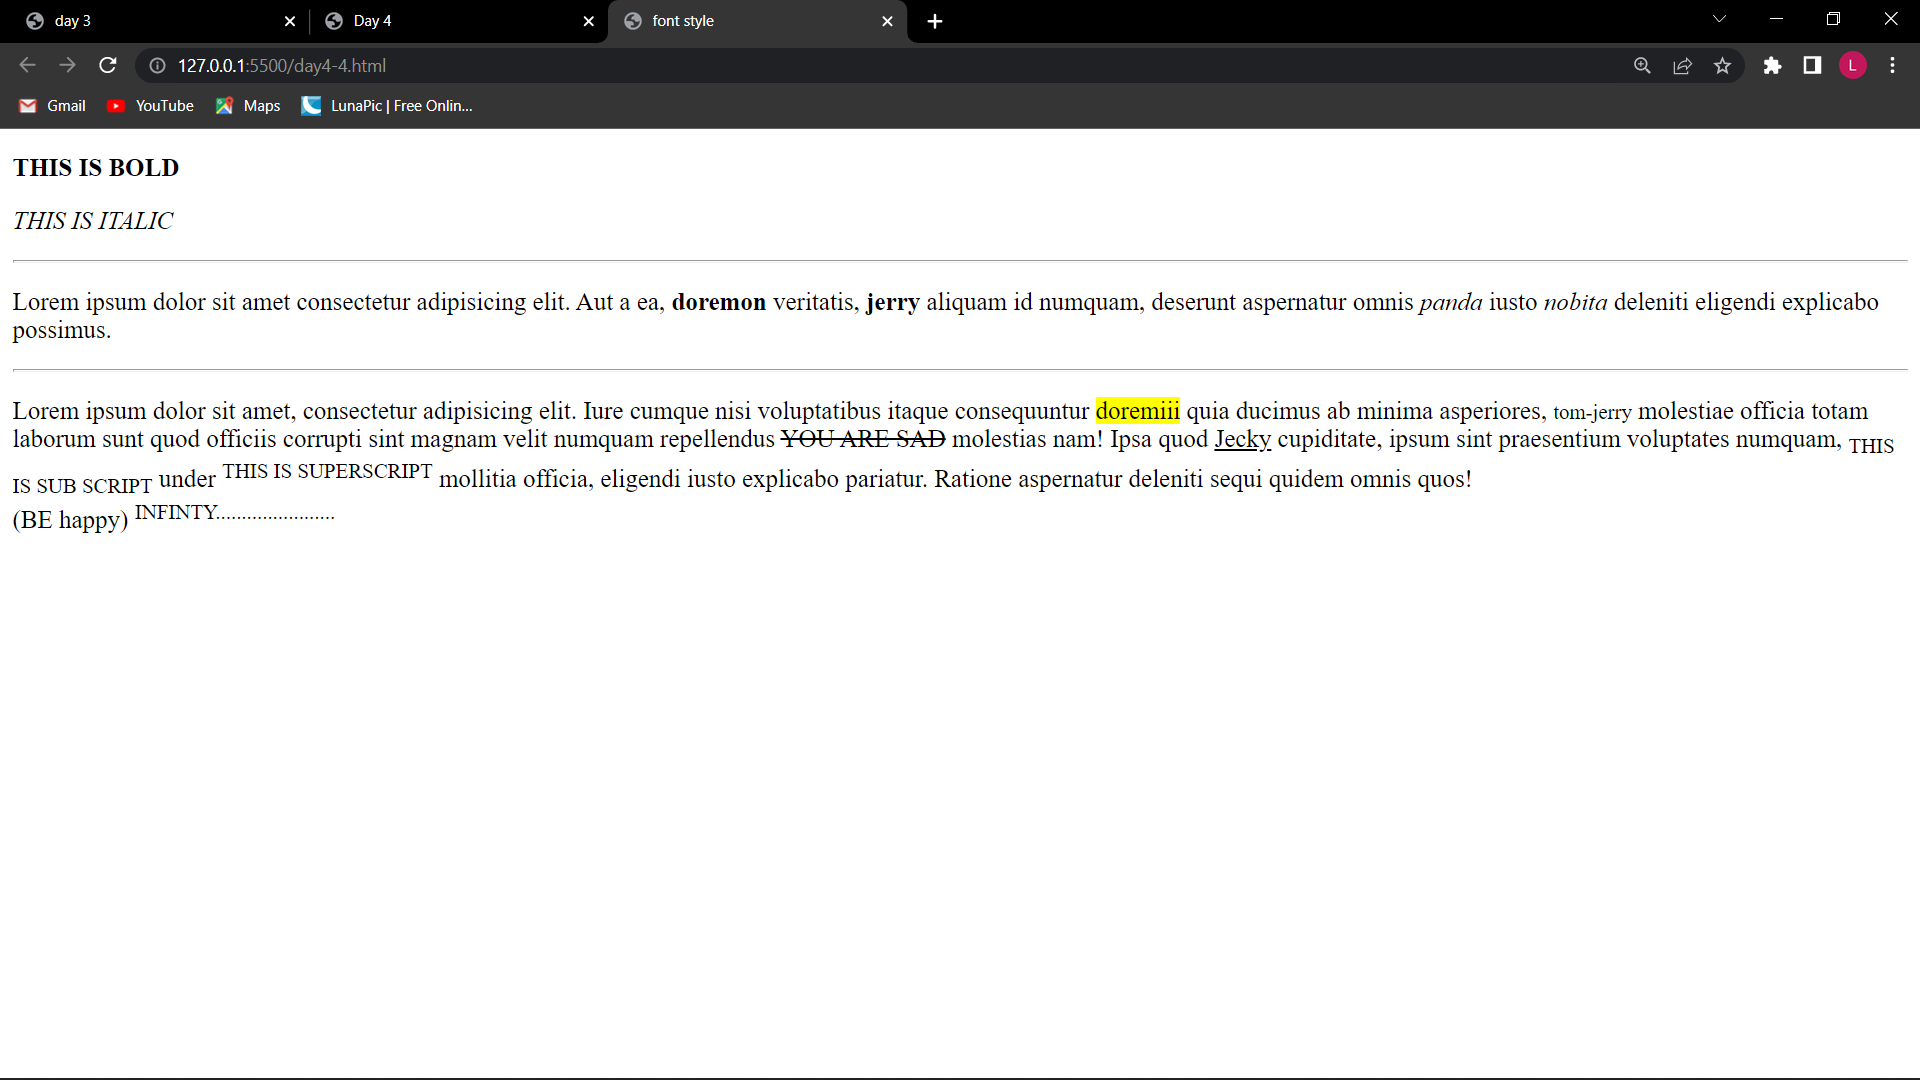 day 3
Day 4
font style
127.0.0.1:5500/day4-4.html
L
Gmail
YouTube
Maps
LunaPic | Free Onlin...
THIS IS BOLD
THIS IS ITALIC
Lorem ipsum dolor sit amet consectetur adipisicing elit. Aut a ea, doremon veritatis, jerry aliquam id numquam, deserunt aspernatur omnis panda iusto nobita deleniti eligendi explicabo
possimus.
Lorem ipsum dolor sit amet, consectetur adipisicing elit. Iure cumque nisi voluptatibus itaque consequuntur doremiii quia ducimus ab minima asperiores, tom-jerry molestiae officia totam
laborum sunt quod officiis corrupti sint magnam velit numquam repellendus YOU ARE SAD molestias nam! Ipsa quod Jecky cupiditate, ipsum sint praesentium voluptates numquam, THIS
IS SUB SCRIPT under THIS IS SUPERSCRIPT mollitia officia, eligendi iusto explicabo pariatur. Ratione aspernatur deleniti sequi quidem omnis quos!
(BE happy) INFINTY.......................